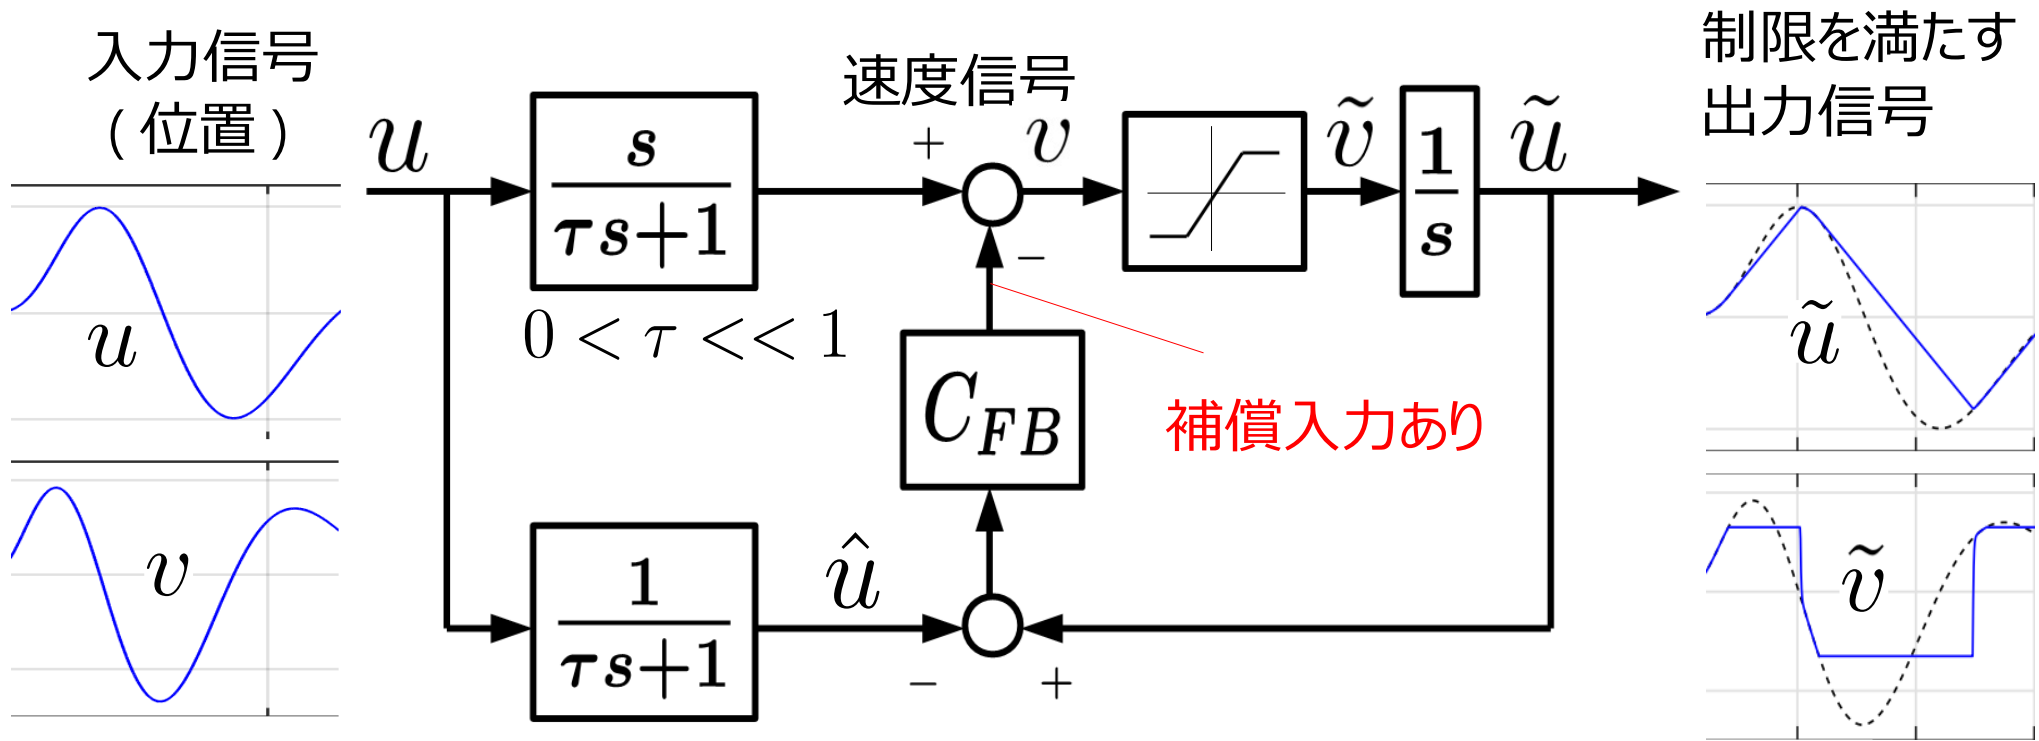 入力信号
(位置)
u
v
u
s
τs+1
0 < τ << 1
速度信号
+
v
−
ṽ
1
s
ũ
C_FB
補償入力あり
1
τs+1
û
−
+
制限を満たす
出力信号
ũ
ṽ